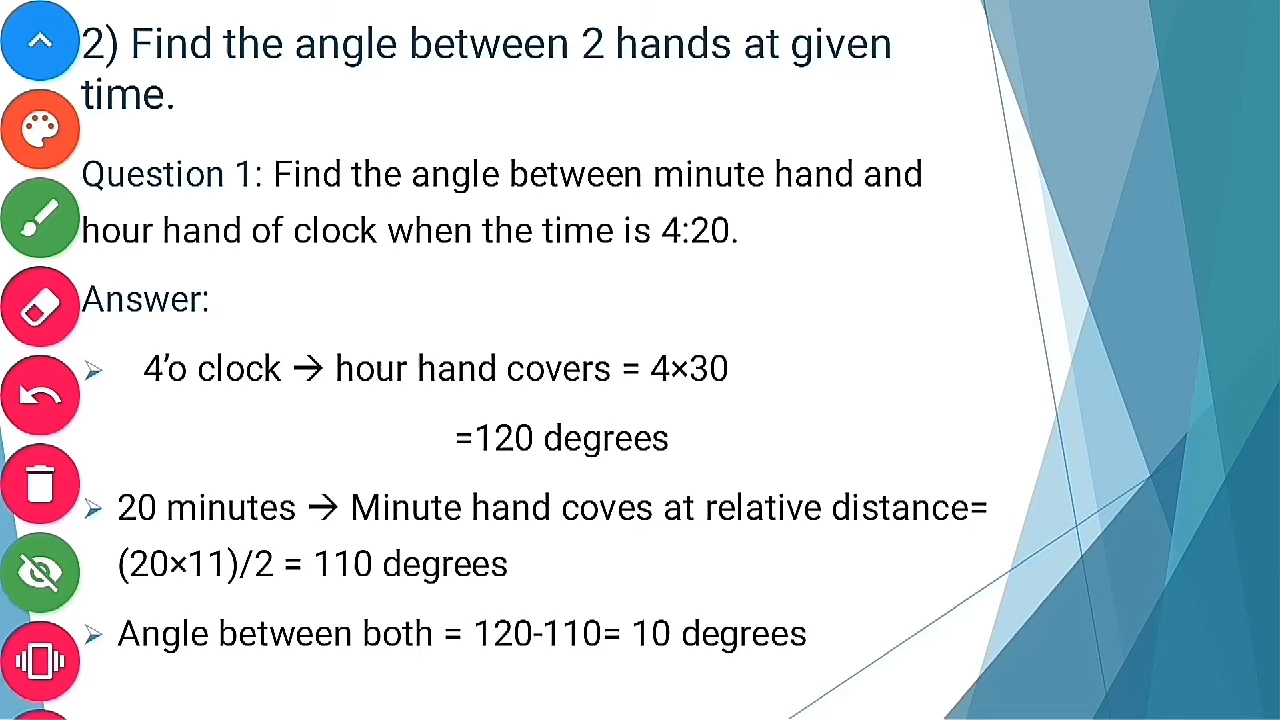 2) Find the angle between 2 hands at given
time.
Question 1: Find the angle between minute hand and
hour hand of clock when the time is 4:20.
Answer:
➢ 4’o clock → hour hand covers = 4×30
=120 degrees
➢ 20 minutes → Minute hand coves at relative distance=
(20×11)/2 = 110 degrees
➢ Angle between both = 120-110= 10 degrees